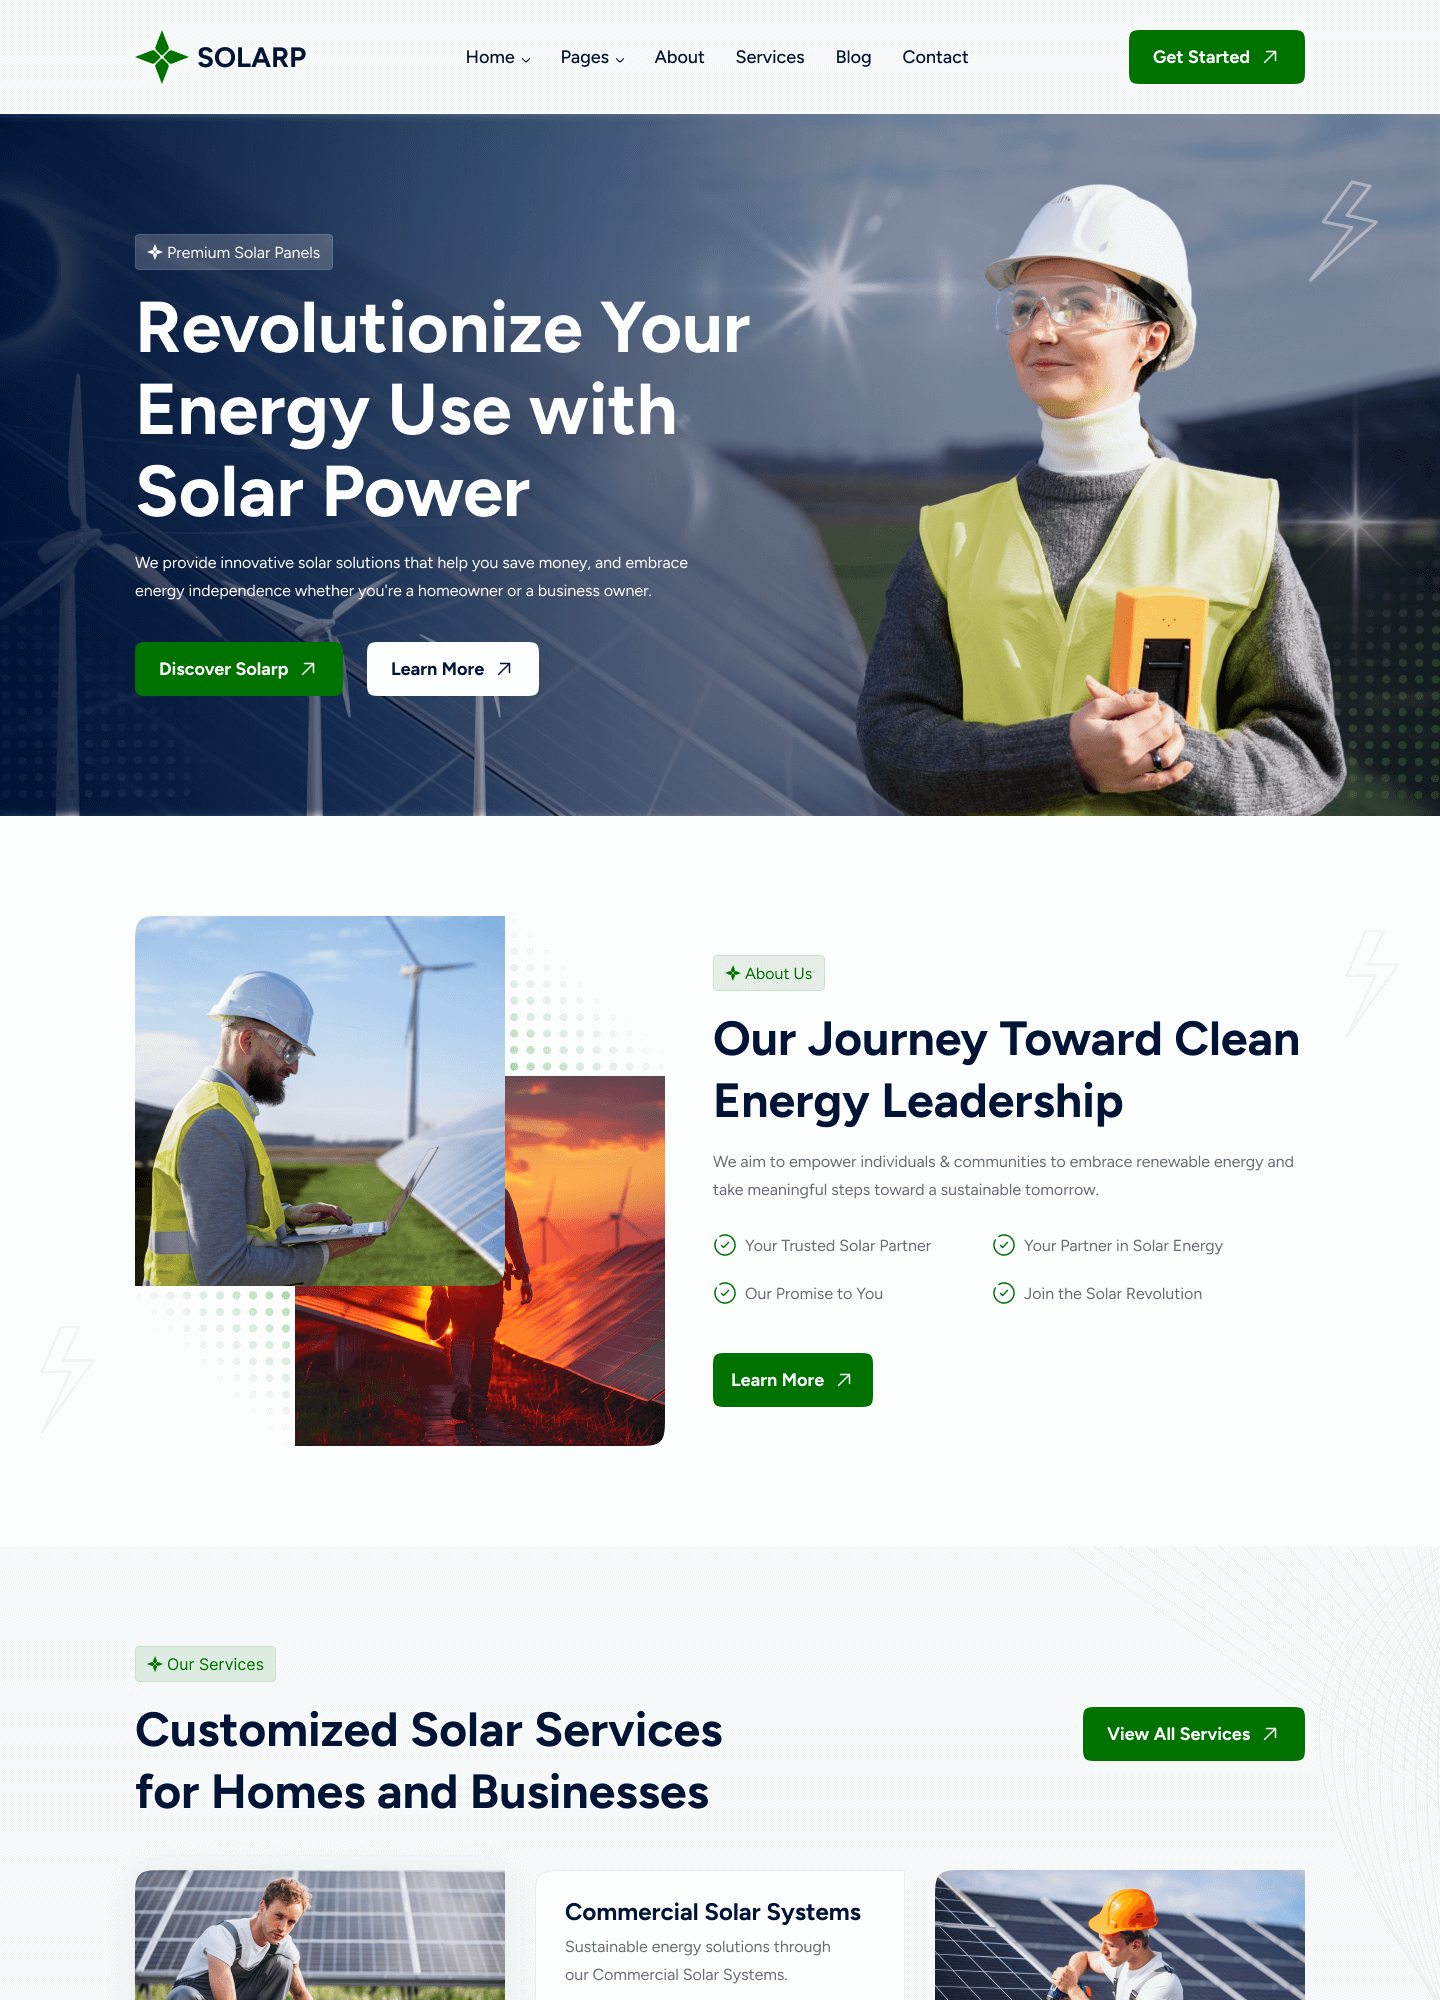 SOLARP
Home
Pages
About
Services
Blog
Contact
Get Started
Premium Solar Panels
Revolutionize Your
Energy Use with
Solar Power
We provide innovative solar solutions that help you save money, and embrace
energy independence whether you're a homeowner or a business owner.
Discover Solarp
Learn More
About Us
Our Journey Toward Clean
Energy Leadership
We aim to empower individuals & communities to embrace renewable energy and
take meaningful steps toward a sustainable tomorrow.
Your Trusted Solar Partner
Your Partner in Solar Energy
Our Promise to You
Join the Solar Revolution
Learn More
Our Services
Customized Solar Services
for Homes and Businesses
View All Services
Commercial Solar Systems
Sustainable energy solutions through
our Commercial Solar Systems.